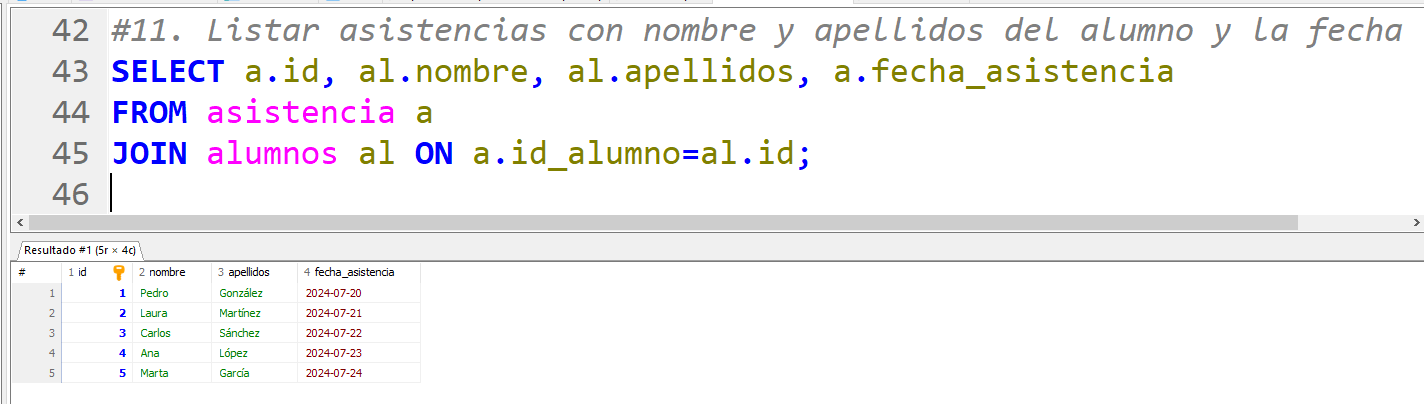 42 #11. Listar asistencias con nombre y apellidos del alumno y la fecha
43 SELECT a.id, al.nombre, al.apellidos, a.fecha_asistencia
44 FROM asistencia a
45 JOIN alumnos al ON a.id_alumno=al.id;
46
Resultado #1 (5r × 4c)
# 1 id 2 nombre 3 apellidos 4 fecha_asistencia
1 1 Pedro González 2024-07-20
2 2 Laura Martínez 2024-07-21
3 3 Carlos Sánchez 2024-07-22
4 4 Ana López 2024-07-23
5 5 Marta García 2024-07-24